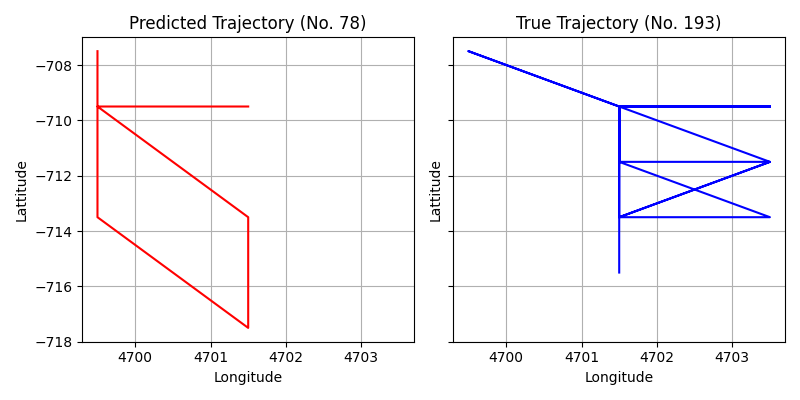 Predicted Trajectory (No. 78)
True Trajectory (No. 193)
−708
−710
−712
−714
−716
−718
Lattitude
4700
4701
4702
4703
Longitude
Lattitude
4700
4701
4702
4703
Longitude